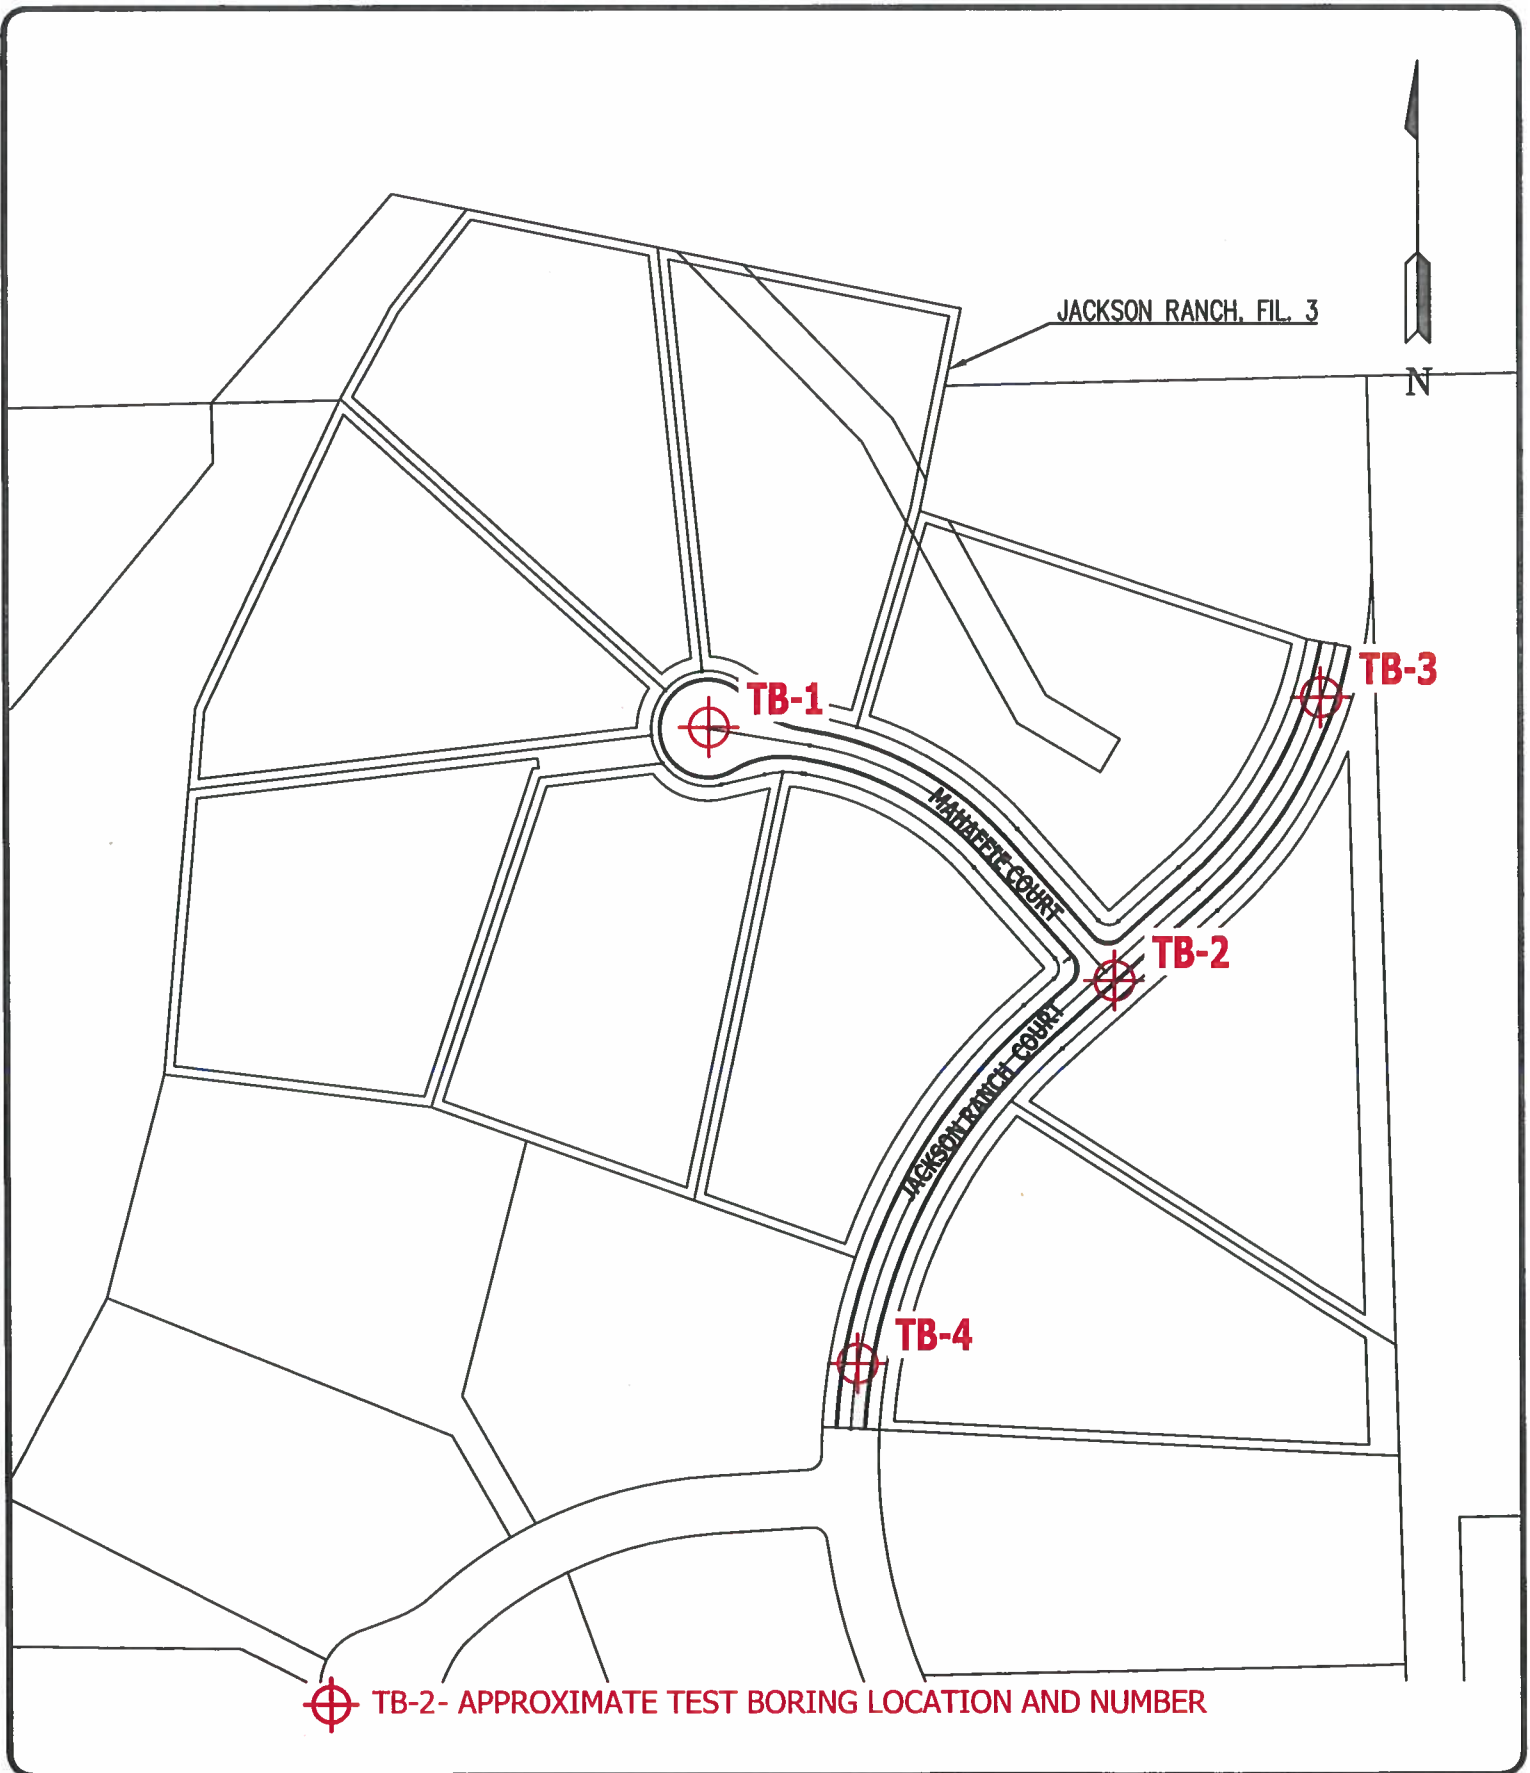 JACKSON RANCH, FIL. 3
N
TB-3
TB-1
MAHAFFIE COURT
TB-2
JACKSON RANCH COURT
TB-4
TB-2- APPROXIMATE TEST BORING LOCATION AND NUMBER